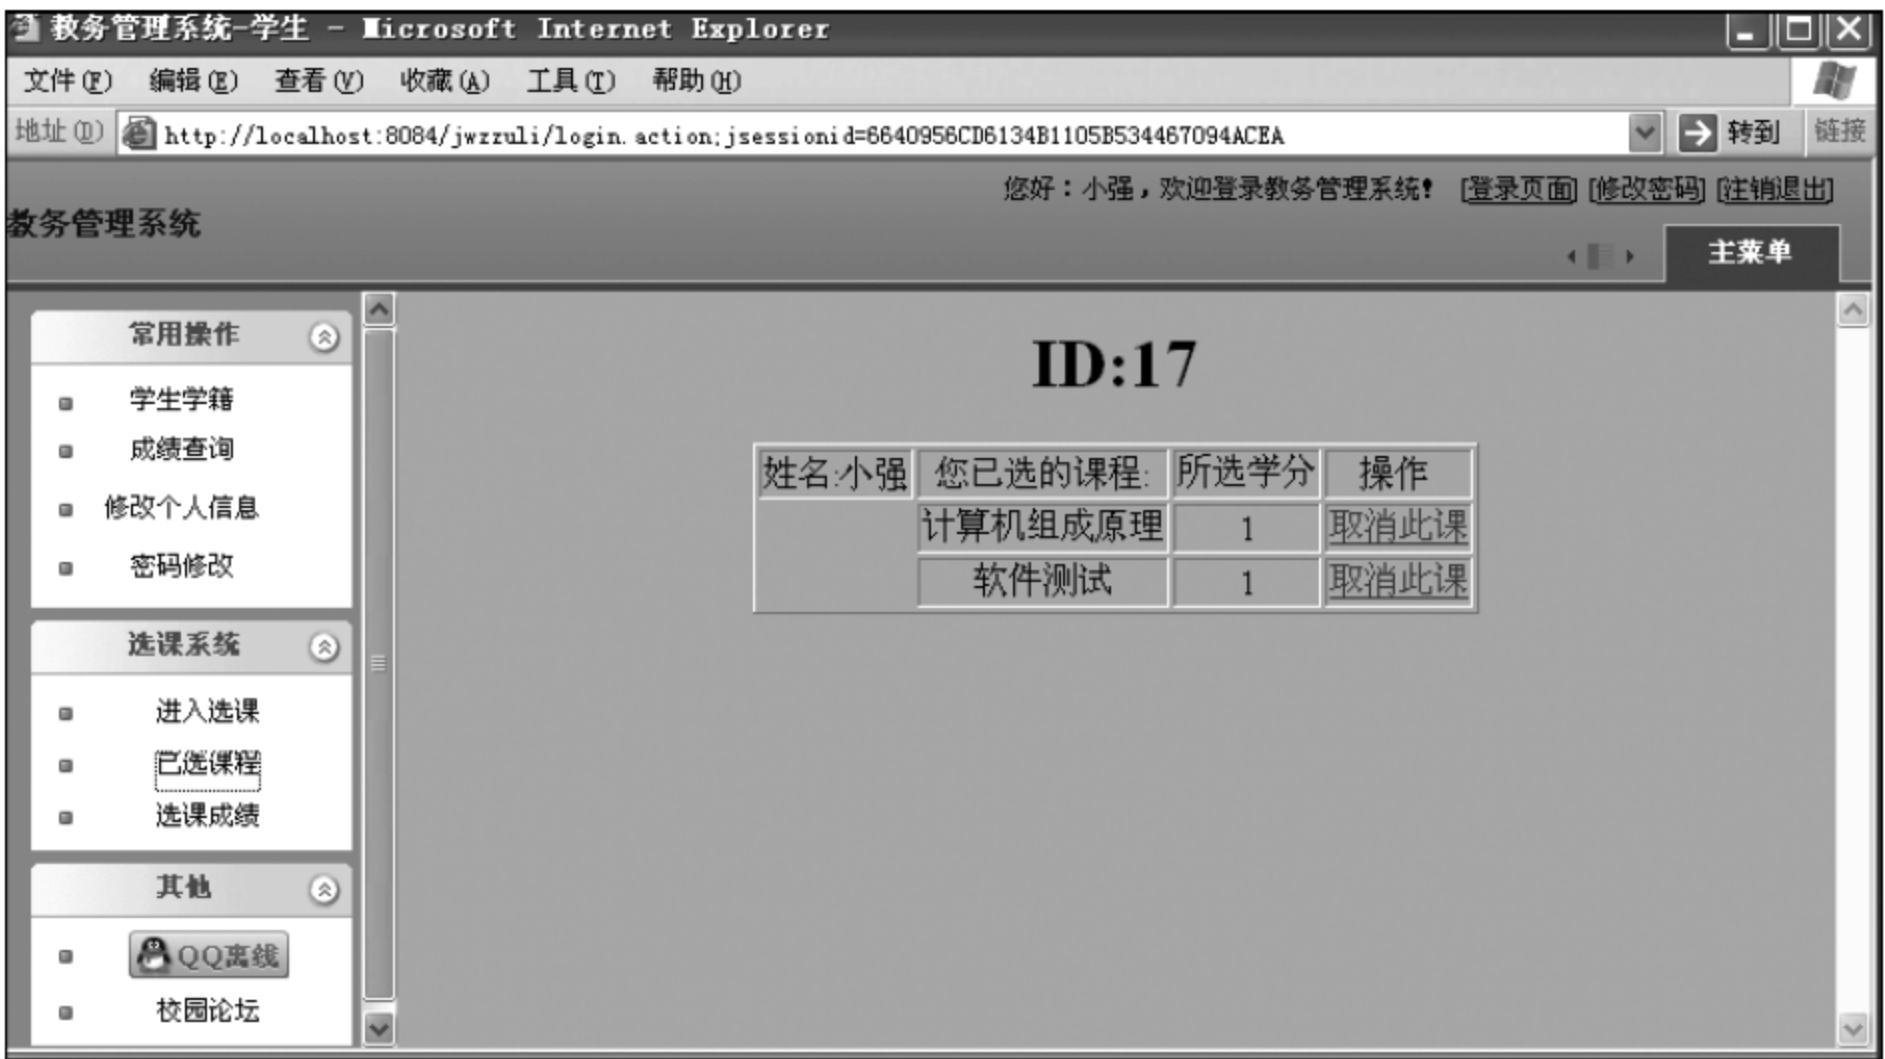 教务管理系统-学生 - Microsoft Internet Explorer
文件(F) 编辑(E) 查看(V) 收藏(A) 工具(T) 帮助(H)
地址(D) http://localhost:8084/jwzzuli/login.action;jsessionid=6640956CD6134B1105B534467094ACEA 转到 链接
您好：小强，欢迎登录教务管理系统! [登录页面] [修改密码] [注销退出]
教务管理系统
主菜单
常用操作
学生学籍
成绩查询
修改个人信息
密码修改
选课系统
进入选课
已选课程
选课成绩
其他
QQ离线
校园论坛
ID:17
姓名:小强 您已选的课程: 所选学分 操作
计算机组成原理 1 取消此课
软件测试 1 取消此课